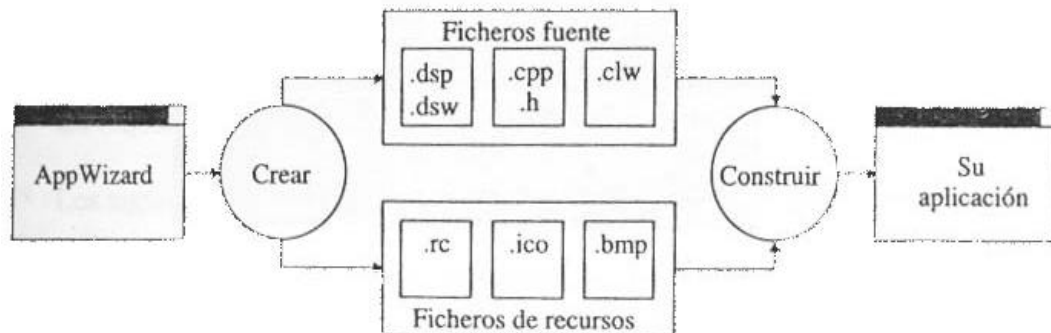 Ficheros fuente
.dsp
.dsw
.cpp
.h
.clw
AppWizard
Crear
Construir
Su
aplicación
.rc
.ico
.bmp
Ficheros de recursos